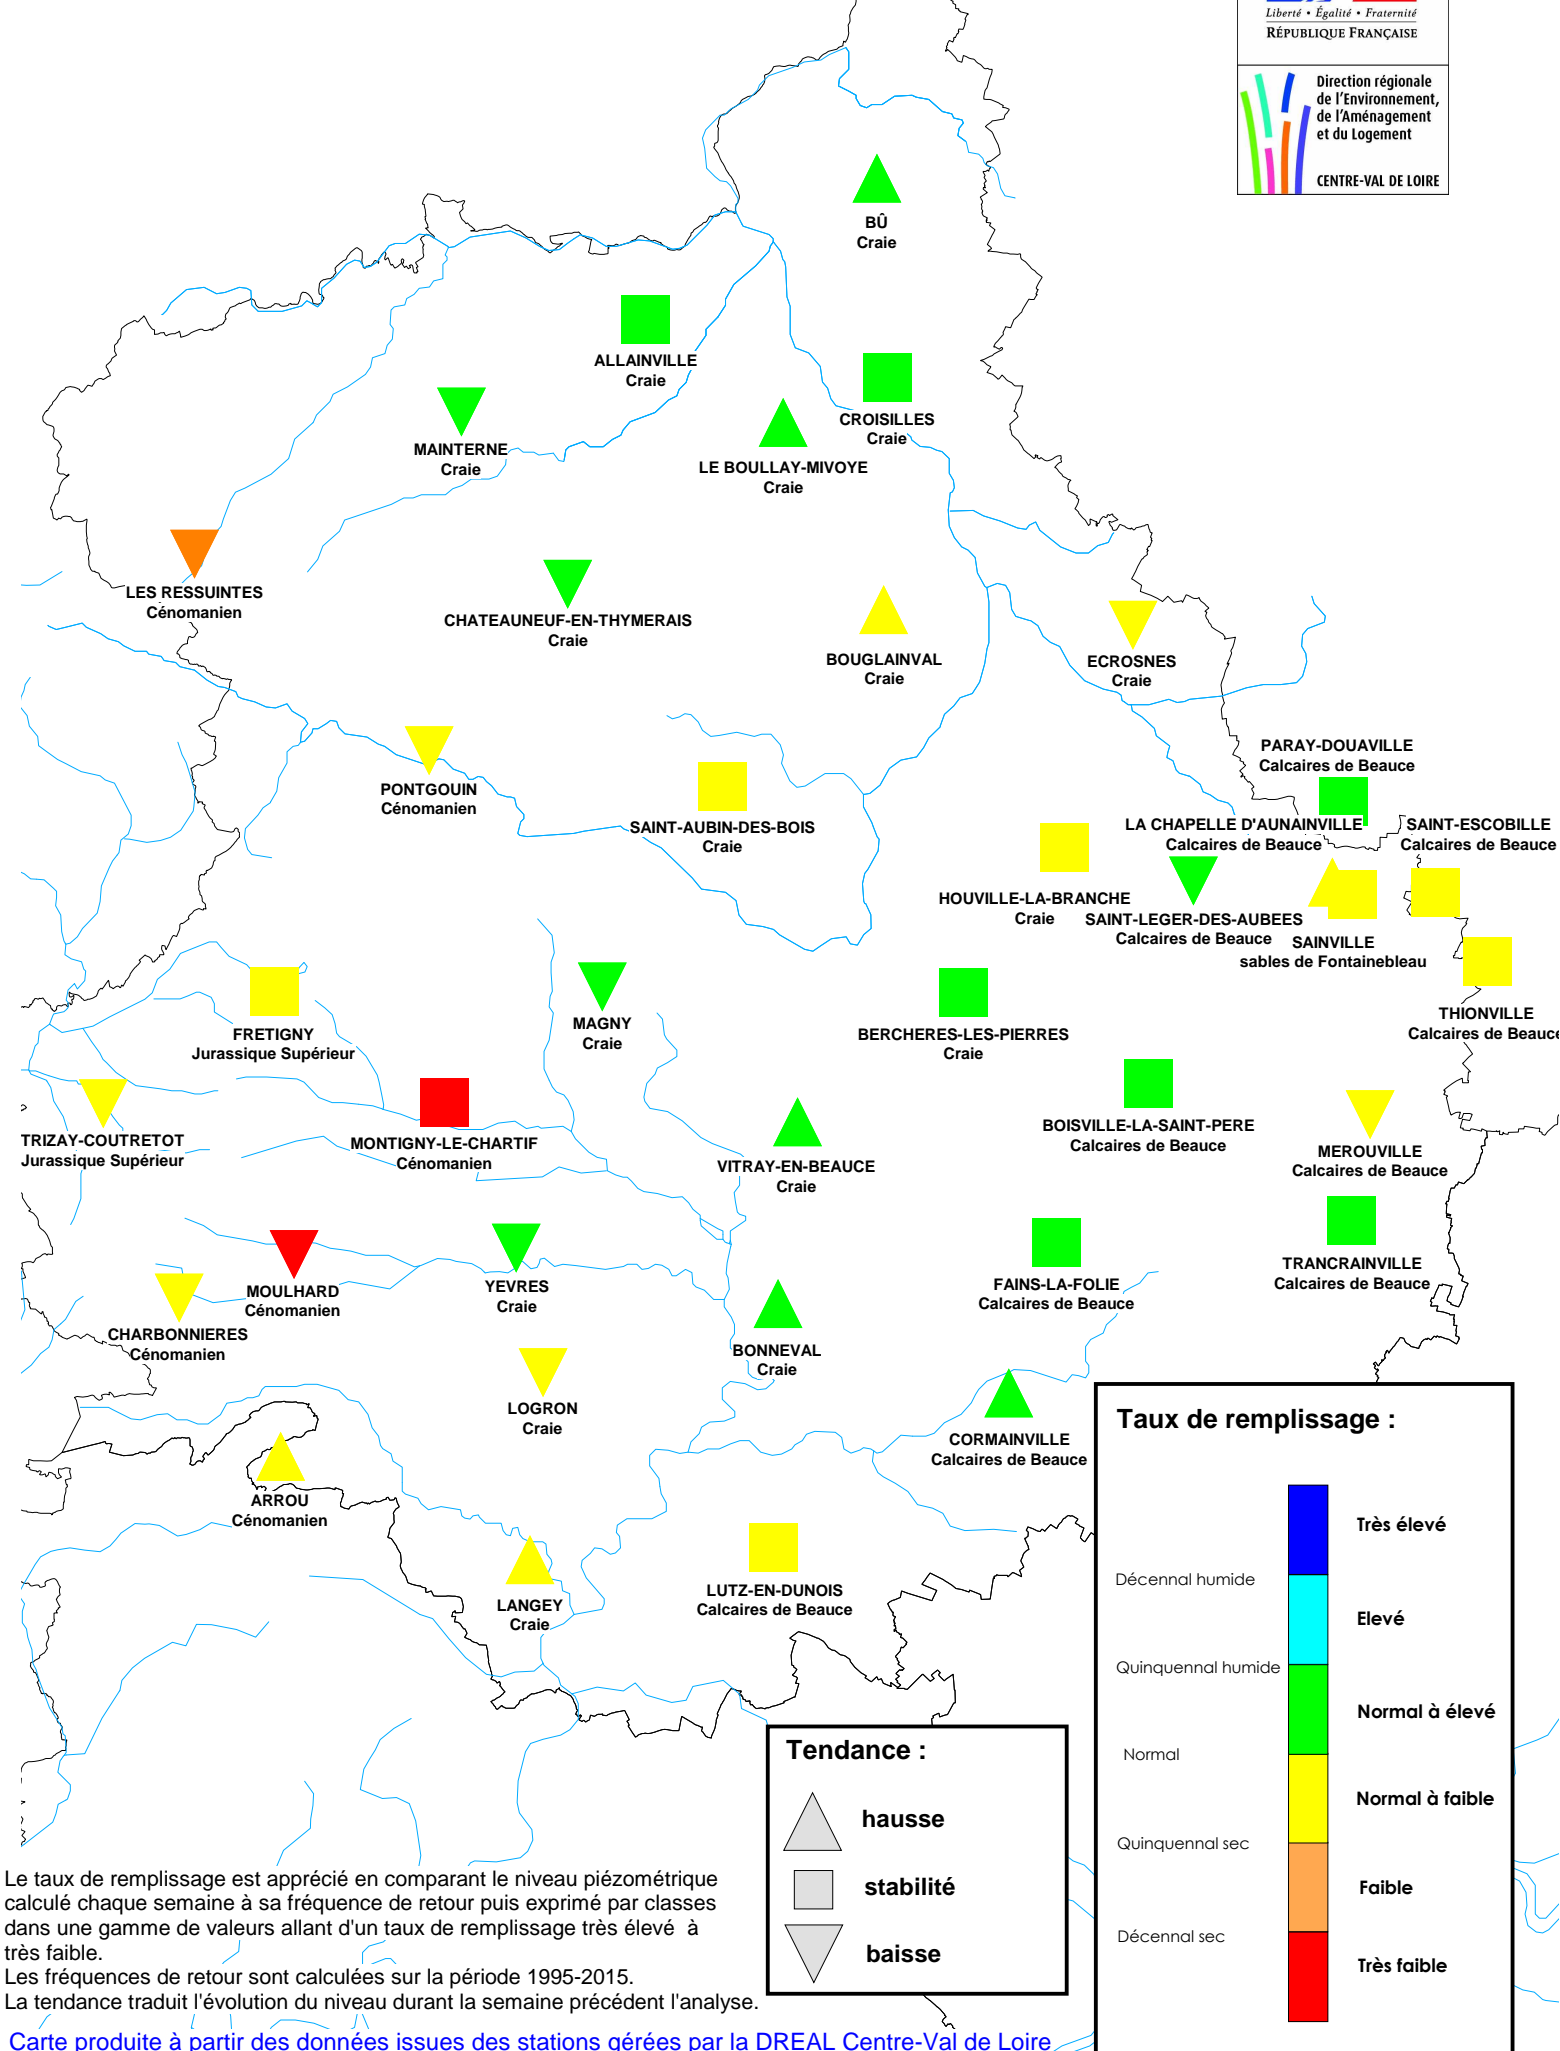 Liberté • Égalité • Fraternité
RÉPUBLIQUE FRANÇAISE
Direction régionale
de l'Environnement,
de l'Aménagement
et du Logement
CENTRE-VAL DE LOIRE
BÛ
Craie
ALLAINVILLE
Craie
CROISILLES
Craie
MAINTERNE
Craie
LE BOULLAY-MIVOYE
Craie
LES RESSUINTES
Cénomanien
CHATEAUNEUF-EN-THYMERAIS
Craie
BOUGLAINVAL
Craie
ECROSNES
Craie
PARAY-DOUAVILLE
Calcaires de Beauce
PONTGOUIN
Cénomanien
SAINT-AUBIN-DES-BOIS
Craie
LA CHAPELLE D'AUNAINVILLE
Calcaires de Beauce
SAINT-ESCOBILLE
Calcaires de Beauce
HOUVILLE-LA-BRANCHE
Craie
SAINT-LEGER-DES-AUBEES
Calcaires de Beauce
SAINVILLE
sables de Fontainebleau
THIONVILLE
Calcaires de Beauce
FRETIGNY
Jurassique Supérieur
MAGNY
Craie
BERCHERES-LES-PIERRES
Craie
TRIZAY-COUTRETOT
Jurassique Supérieur
MONTIGNY-LE-CHARTIF
Cénomanien
VITRAY-EN-BEAUCE
Craie
BOISVILLE-LA-SAINT-PERE
Calcaires de Beauce
MEROUVILLE
Calcaires de Beauce
MOULHARD
Cénomanien
YEVRES
Craie
FAINS-LA-FOLIE
Calcaires de Beauce
TRANCRAINVILLE
Calcaires de Beauce
CHARBONNIERES
Cénomanien
BONNEVAL
Craie
LOGRON
Craie
CORMAINVILLE
Calcaires de Beauce
ARROU
Cénomanien
LANGEY
Craie
LUTZ-EN-DUNOIS
Calcaires de Beauce
Taux de remplissage :
Très élevé
Décennal humide
Elevé
Quinquennal humide
Normal à élevé
Normal
Normal à faible
Quinquennal sec
Faible
Décennal sec
Très faible
Tendance :
hausse
stabilité
baisse
Le taux de remplissage est apprécié en comparant le niveau piézométrique
calculé chaque semaine à sa fréquence de retour puis exprimé par classes
dans une gamme de valeurs allant d'un taux de remplissage très élevé à
très faible.
Les fréquences de retour sont calculées sur la période 1995-2015.
La tendance traduit l'évolution du niveau durant la semaine précédent l'analyse.
Carte produite à partir des données issues des stations gérées par la DREAL Centre-Val de Loire